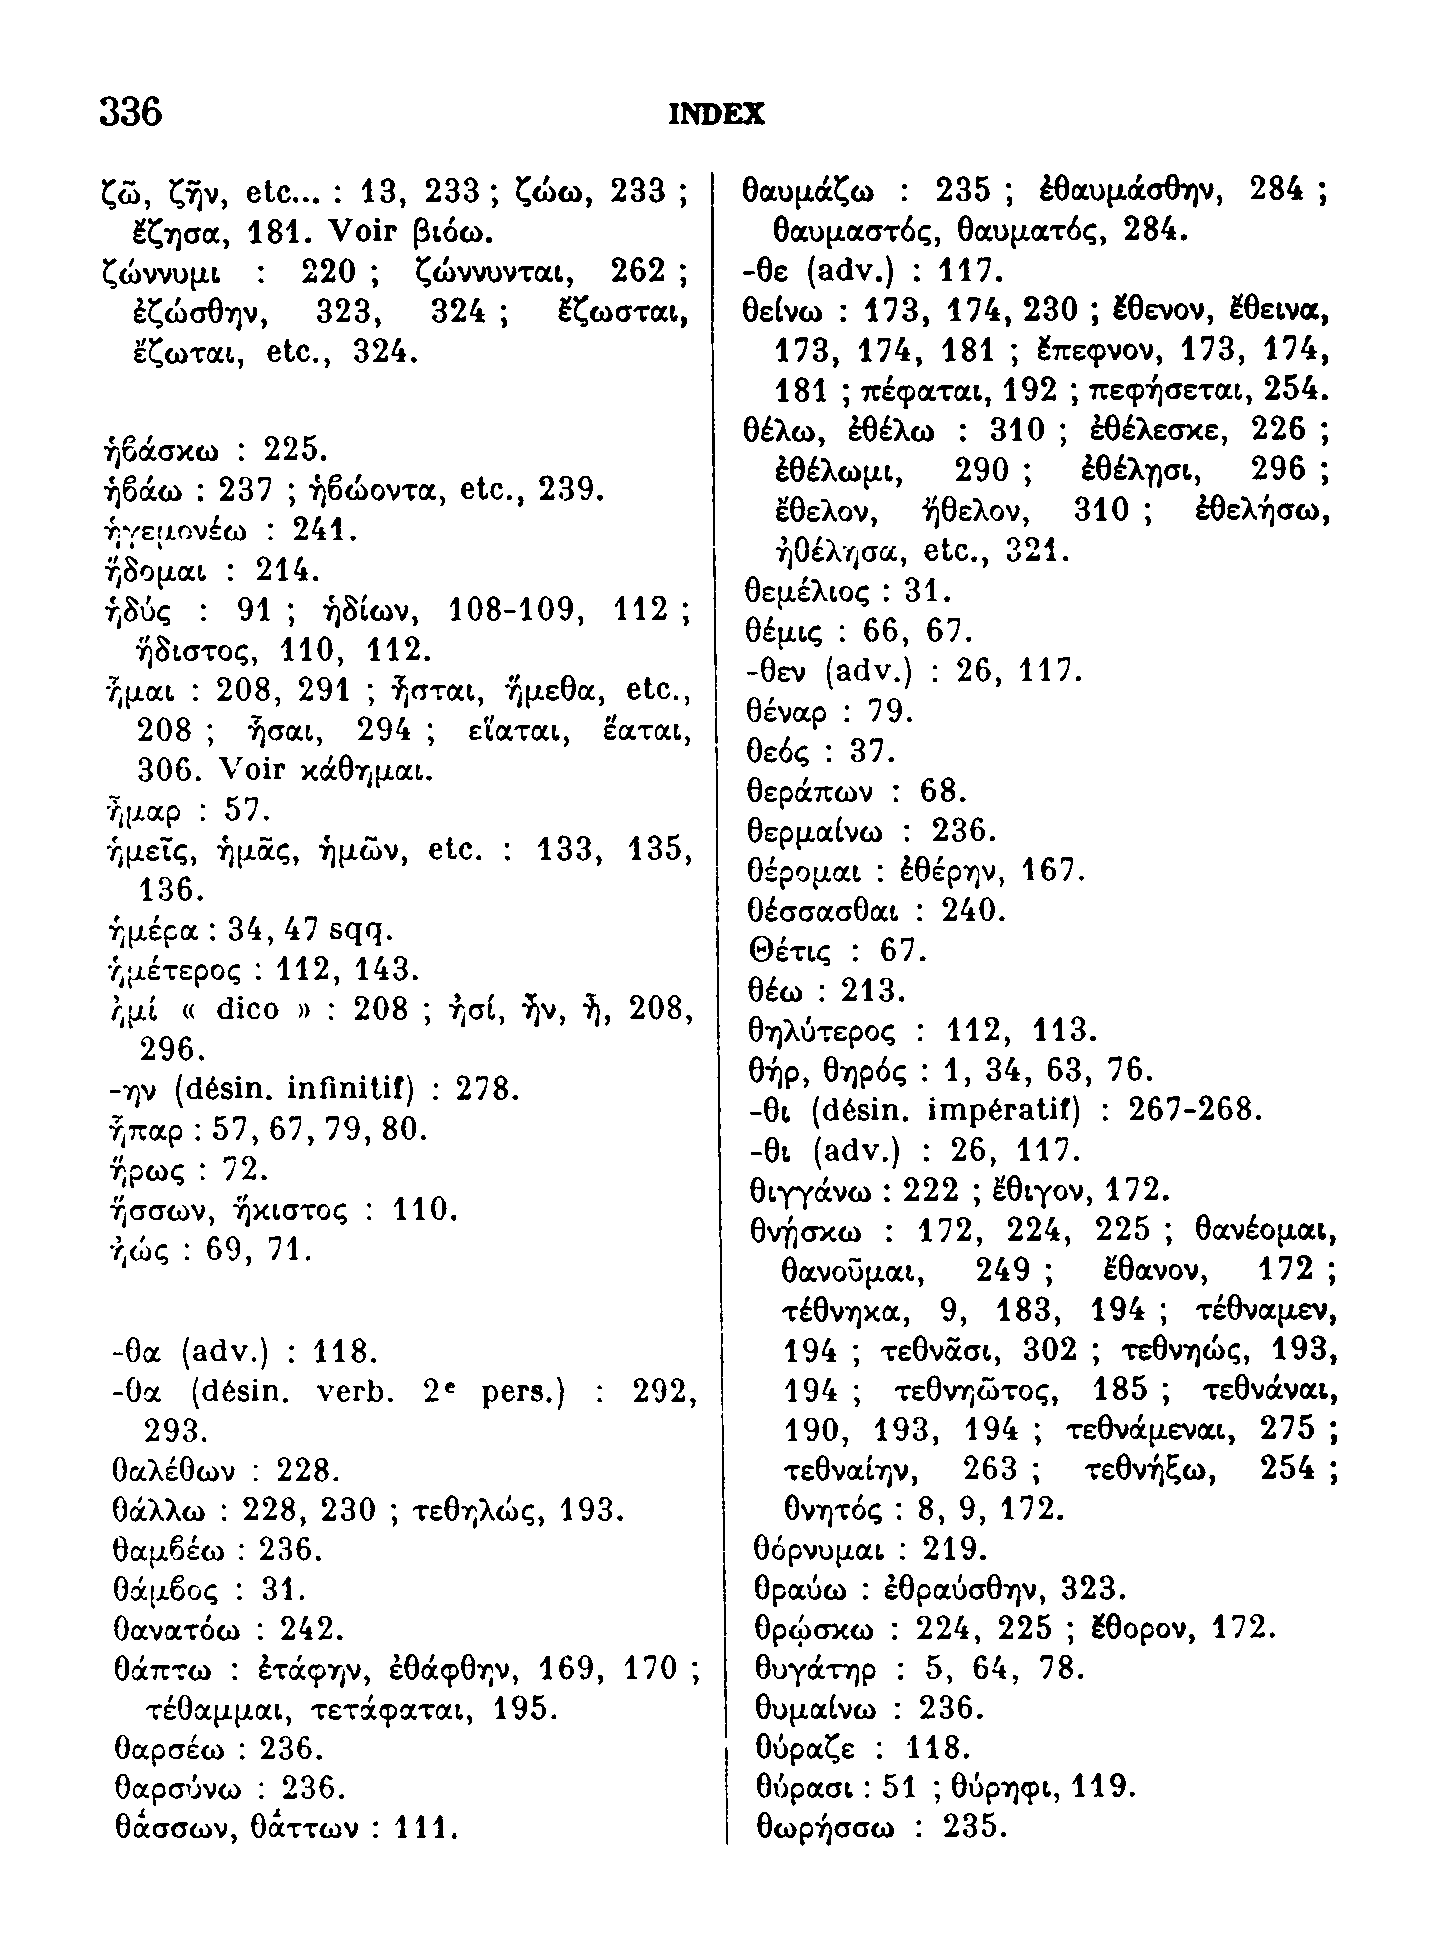 336
INDEX
ζῶ, ζῆν, etc... : 13, 233 ; ζώω, 233 ;
ἔζησα, 181. Voir βιόω.
ζώννυμι : 220 ; ζώννυνται, 262 ;
ἐζώσθην, 323, 324 ; ἔζωσται,
ἔζωται, etc., 324.
ἡϐάσκω : 225.
ἡϐάω : 237 ; ἡϐώοντα, etc., 239.
ἡγεμονέω : 241.
ἥδομαι : 214.
ἡδύς : 91 ; ἡδίων, 108-109, 112 ;
ἥδιστος, 110, 112.
ἧμαι : 208, 291 ; ἧσται, ἥμεθα, etc.,
208 ; ἧσαι, 294 ; εἵαται, ἕαται,
306. Voir κάθημαι.
ἦμαρ : 57.
ἡμεῖς, ἡμᾶς, ἡμῶν, etc. : 133, 135,
136.
ἡμέρα : 34, 47 sqq.
ἡμέτερος : 112, 143.
ἠμί « dico » : 208 ; ἠσί, ἦν, ἦ, 208,
296.
-ην (désin. infinitif) : 278.
ἧπαρ : 57, 67, 79, 80.
ἥρως : 72.
ἥσσων, ἥκιστος : 110.
ἠώς : 69, 71.
-θα (adv.) : 118.
-θα (désin. verb. 2e pers.) : 292,
293.
θαλέθων : 228.
θάλλω : 228, 230 ; τεθηλώς, 193.
θαμϐέω : 236.
θάμϐος : 31.
θανατόω : 242.
θάπτω : ἐτάφην, ἐθάφθην, 169, 170 ;
τέθαμμαι, τετάφαται, 195.
θαρσέω : 236.
θαρσύνω : 236.
θᾱ́σσων, θᾱ́ττων : 111.
θαυμάζω : 235 ; ἐθαυμάσθην, 284 ;
θαυμαστός, θαυματός, 284.
-θε (adv.) : 117.
θείνω : 173, 174, 230 ; ἔθενον, ἔθεινα,
173, 174, 181 ; ἔπεφνον, 173, 174,
181 ; πέφαται, 192 ; πεφήσεται, 254.
θέλω, ἐθέλω : 310 ; ἐθέλεσκε, 226 ;
ἐθέλωμι, 290 ; ἐθέλῃσι, 296 ;
ἔθελον, ἤθελον, 310 ; ἐθελήσω,
ἠθέλησα, etc., 321.
θεμέλιος : 31.
θέμις : 66, 67.
-θεν (adv.) : 26, 117.
θέναρ : 79.
θεός : 37.
θεράπων : 68.
θερμαίνω : 236.
θέρομαι : ἐθέρην, 167.
θέσσασθαι : 240.
Θέτις : 67.
θέω : 213.
θηλύτερος : 112, 113.
θήρ, θηρός : 1, 34, 63, 76.
-θι (désin. impératif) : 267-268.
-θι (adv.) : 26, 117.
θιγγάνω : 222 ; ἔθιγον, 172.
θνῄσκω : 172, 224, 225 ; θανέομαι,
θανοῦμαι, 249 ; ἔθανον, 172 ;
τέθνηκα, 9, 183, 194 ; τέθναμεν,
194 ; τεθνᾶσι, 302 ; τεθνηώς, 193,
194 ; τεθνηῶτος, 185 ; τεθνάναι,
190, 193, 194 ; τεθνάμεναι, 275 ;
τεθναίην, 263 ; τεθνήξω, 254 ;
θνητός : 8, 9, 172.
θόρνυμαι : 219.
θραύω : ἐθραύσθην, 323.
θρῴσκω : 224, 225 ; ἔθορον, 172.
θυγάτηρ : 5, 64, 78.
θυμαίνω : 236.
θύραζε : 118.
θύρασι : 51 ; θύρηφι, 119.
θωρήσσω : 235.